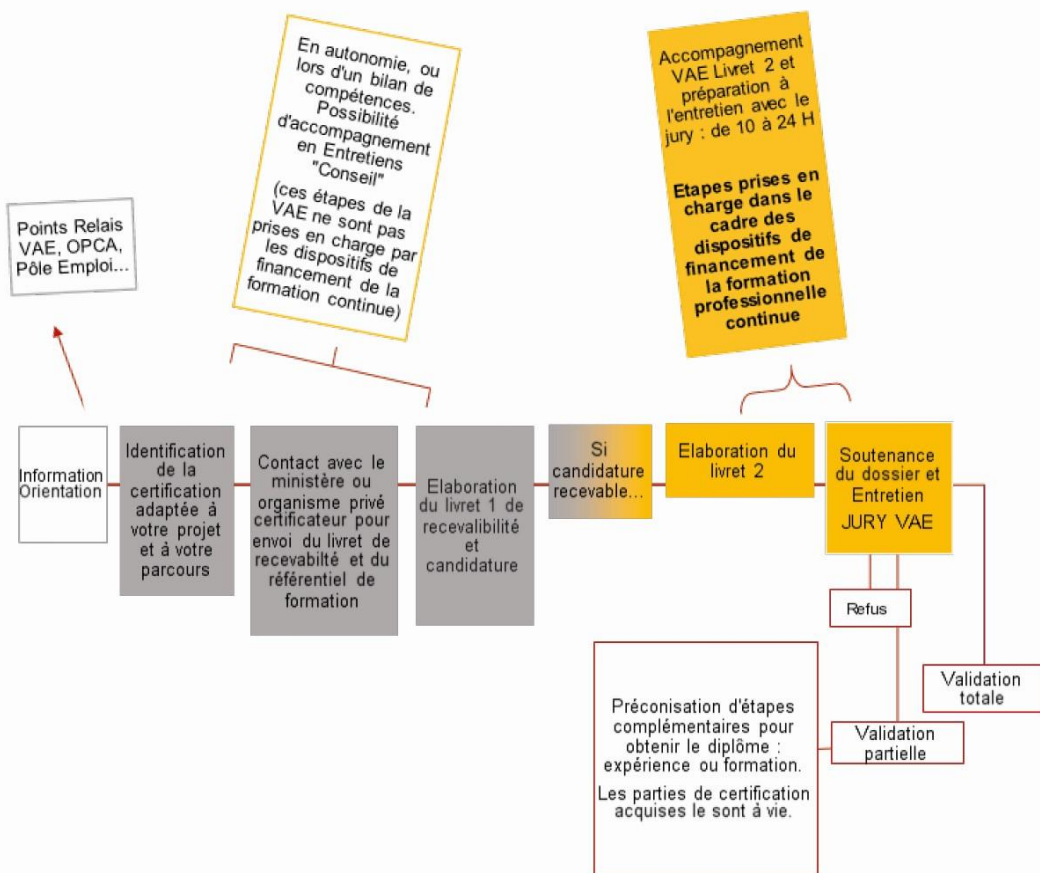 En autonomie, ou
lors d'un bilan de
compétences.
Possibilité
d'accompagnement
en Entretiens
"Conseil"
(ces étapes de la
VAE ne sont pas
prises en charge par
les dispositifs de
financement de la
formation continue)
Accompagnement
VAE Livret 2 et
préparation à
l'entretien avec le
jury : de 10 à 24 H
Etapes prises en
charge dans le
cadre des
dispositifs de
financement de
la formation
professionnelle
continue
Points Relais
VAE, OPCA,
Pôle Emploi...
Information
Orientation
Identification
de la
certification
adaptée à
votre projet
et à votre
parcours
Contact avec le
ministère ou
organisme privé
certificateur pour
envoi du livret de
recevabilté et du
référentiel de
formation
Elaboration
du livret 1 de
recevalibilité
et
candidature
Si
candidature
recevable...
Elaboration du
livret 2
Soutenance
du dossier et
Entretien
JURY VAE
Refus
Validation
totale
Validation
partielle
Préconisation d'étapes
complémentaires pour
obtenir le diplôme :
expérience ou formation.
Les parties de certification
acquises le sont à vie.